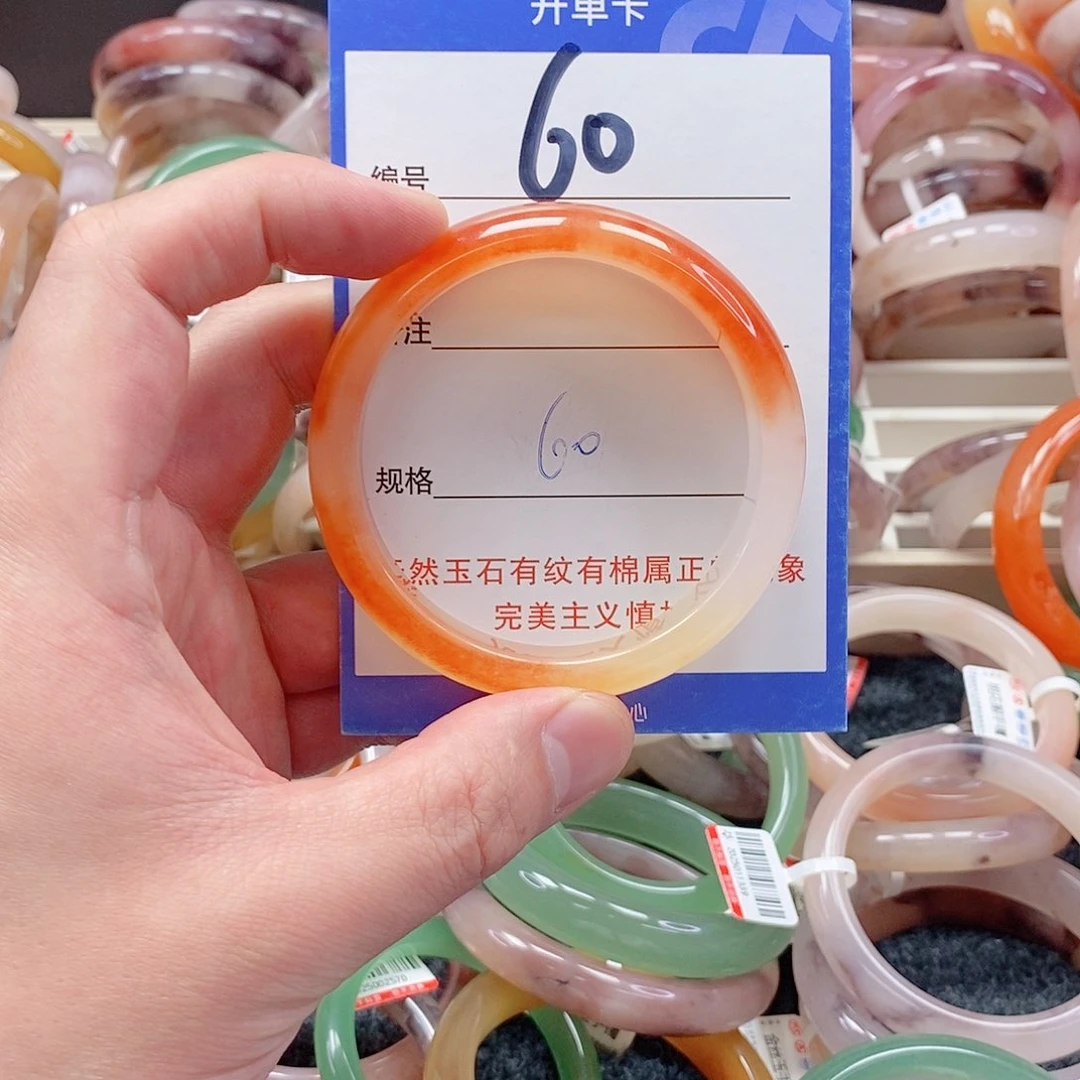 开单卡
编号 60
注
规格 60
然玉石有纹有棉属正 象
完美主义慎
心